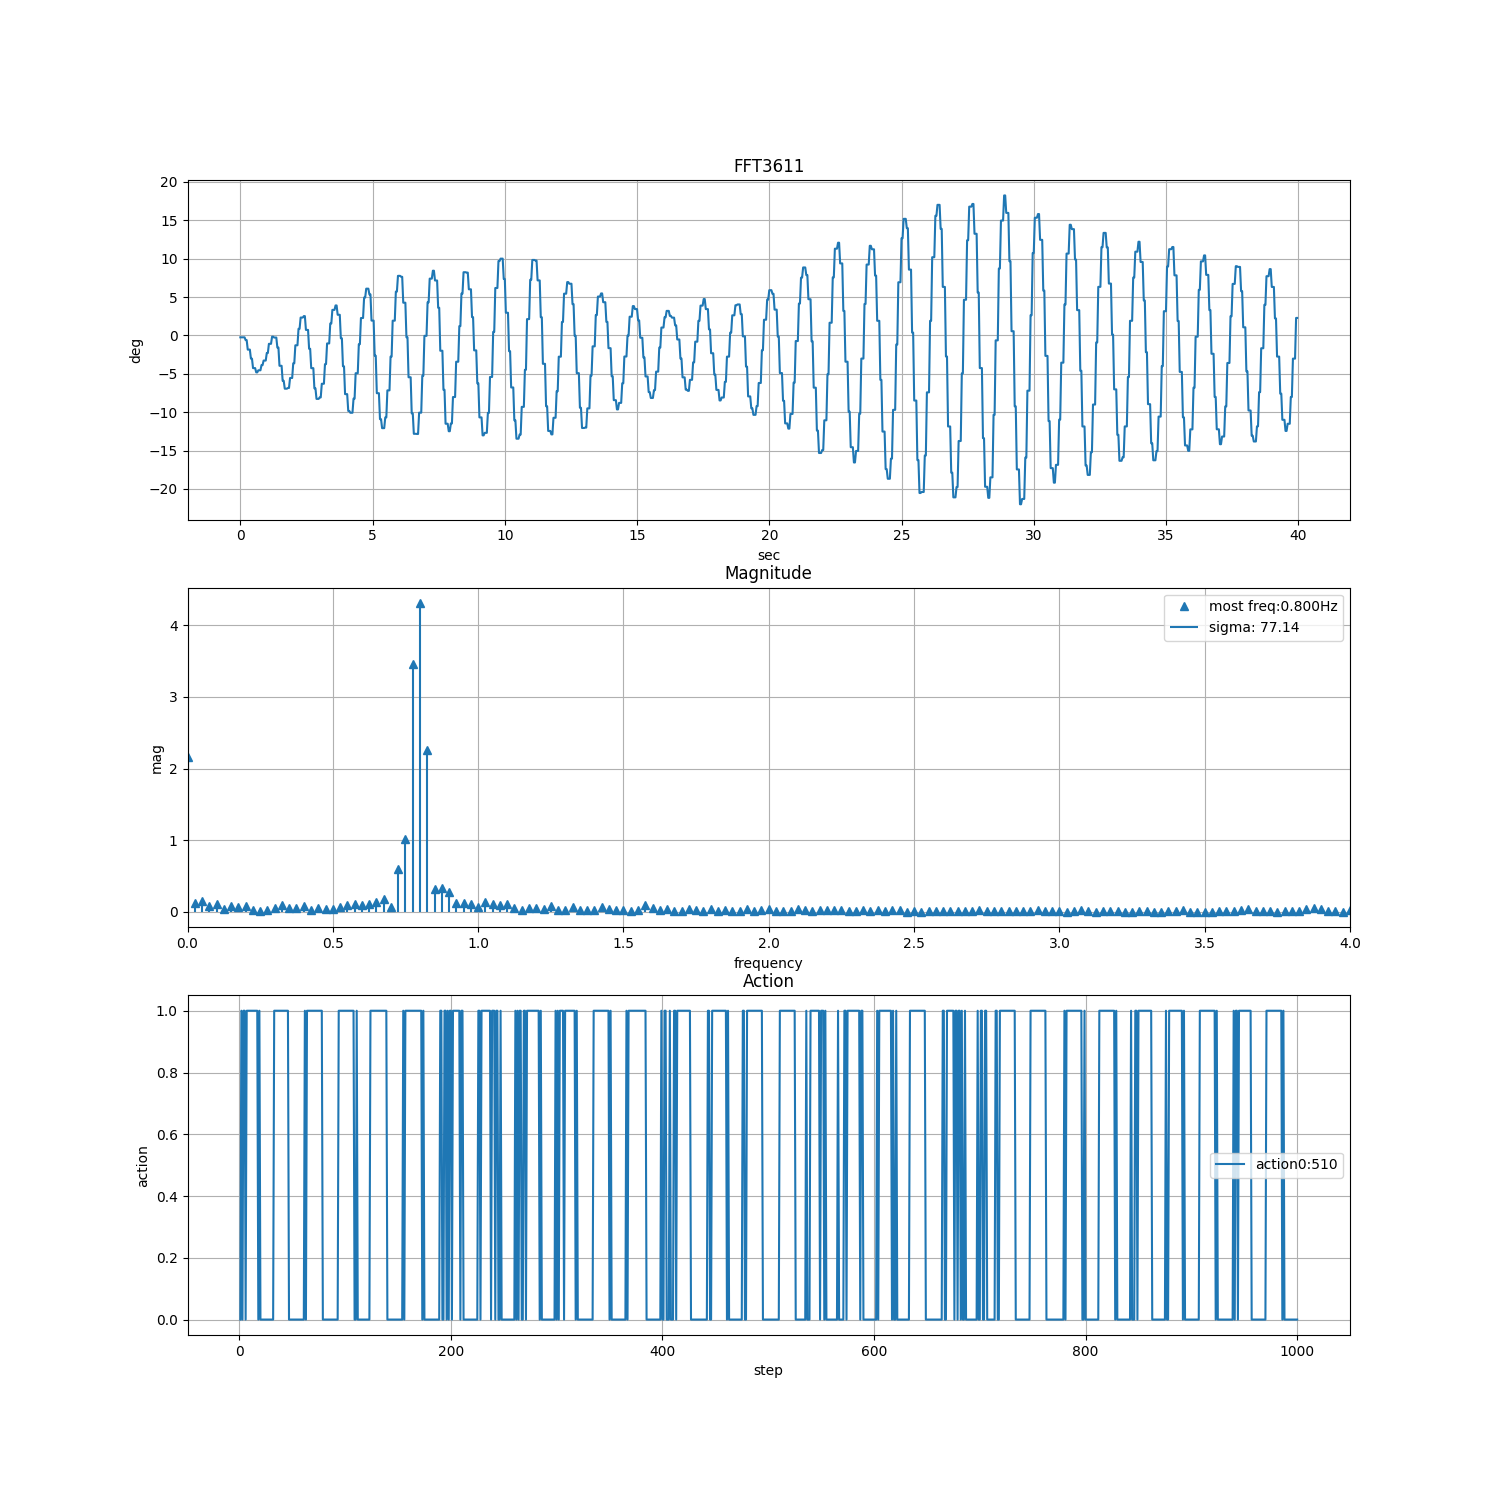 FFT3611
20
15
10
5
0
−5
−10
−15
−20
deg
0 5 10 15 20 25 30 35 40
sec
Magnitude
most freq:0.800Hz
sigma: 77.14
4
3
2
1
0
mag
0.0 0.5 1.0 1.5 2.0 2.5 3.0 3.5 4.0
frequency
Action
1.0
0.8
0.6
0.4
0.2
0.0
action
action0:510
0 200 400 600 800 1000
step